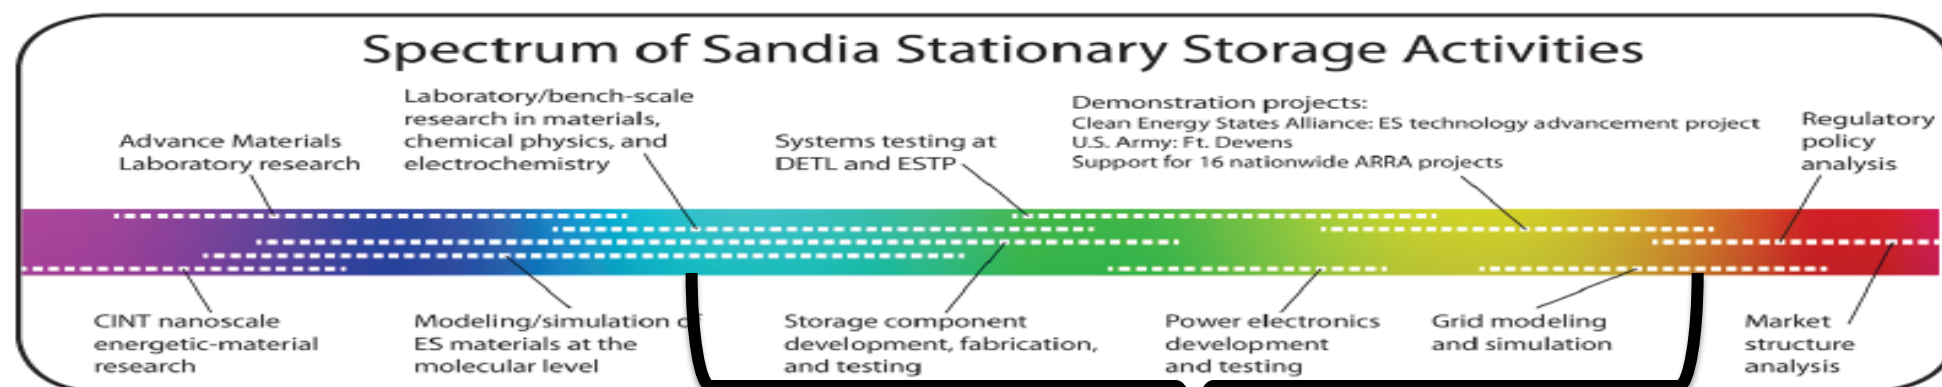 Spectrum of Sandia Stationary Storage Activities
Advance Materials
Laboratory research
Laboratory/bench-scale
research in materials,
chemical physics, and
electrochemistry
Systems testing at
DETL and ESTP
Demonstration projects:
Clean Energy States Alliance: ES technology advancement project
U.S. Army: Ft. Devens
Support for 16 nationwide ARRA projects
Regulatory
policy
analysis
CINT nanoscale
energetic-material
research
Modeling/simulation of
ES materials at the
molecular level
Storage component
development, fabrication,
and testing
Power electronics
development
and testing
Grid modeling
and simulation
Market
structure
analysis